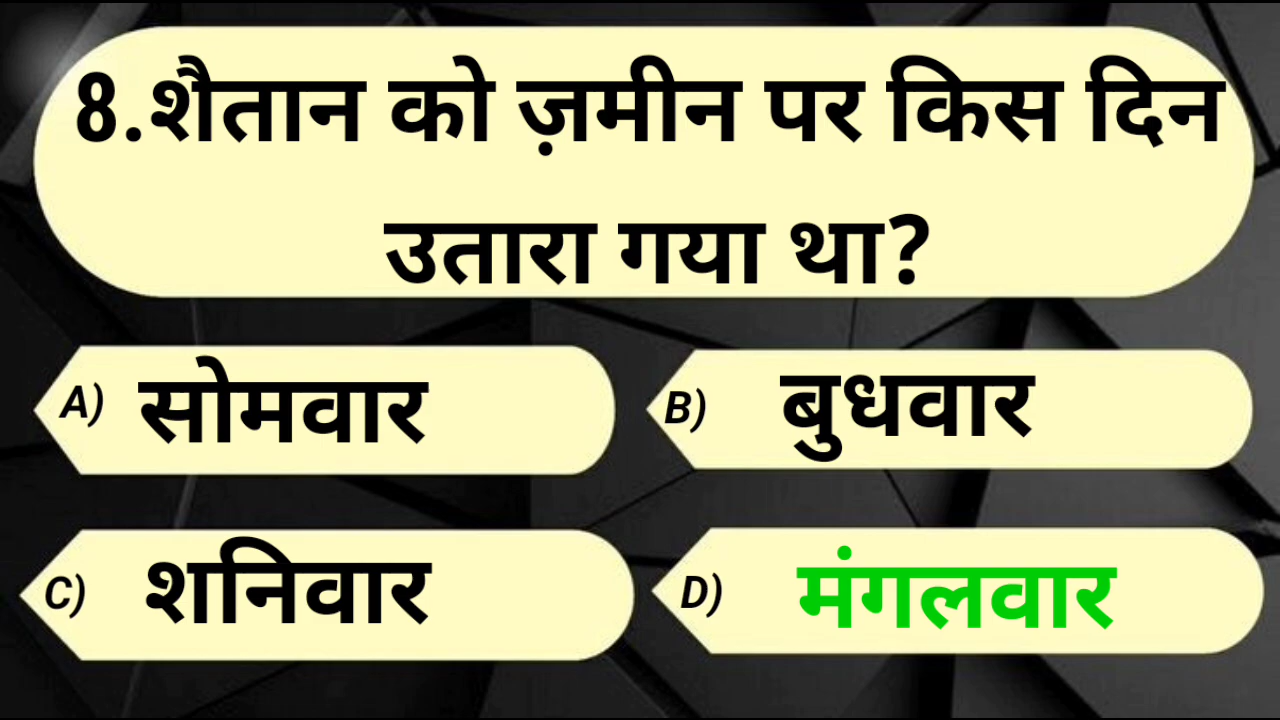 8.शैतान को ज़मीन पर किस दिन
उतारा गया था?
A) सोमवार
B) बुधवार
C) शनिवार
D) मंगलवार